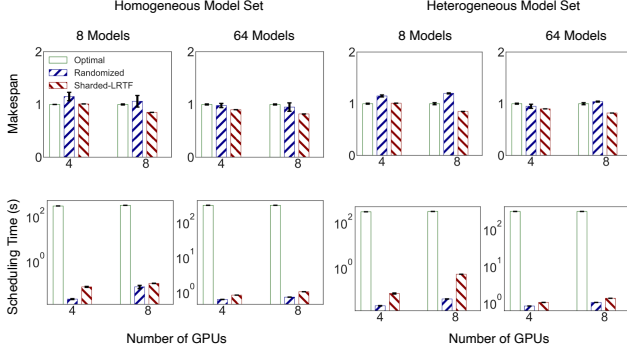 Homogeneous Model Set
Heterogeneous Model Set
8 Models
64 Models
8 Models
64 Models
Makespan
2
1
0
4
8
Optimal
Randomized
Sharded-LRTF
2
1
0
4
8
2
1
0
4
8
2
1
0
4
8
Scheduling Time (s)
10²
10⁰
4
8
10²
10¹
10⁰
4
8
10²
10⁰
4
8
10²
10¹
10⁰
4
8
Number of GPUs
Number of GPUs